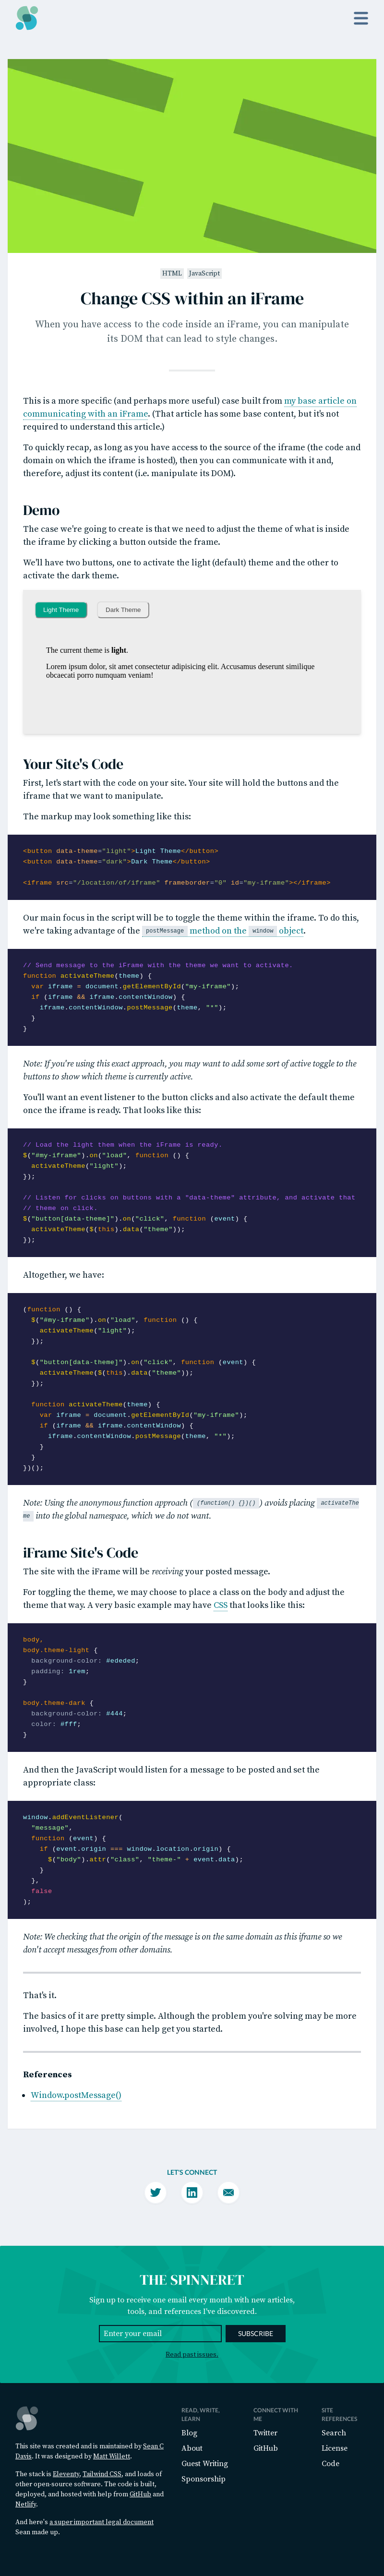 HTML JavaScript
Change CSS within an iFrame
When you have access to the code inside an iFrame, you can manipulate
its DOM that can lead to style changes.
This is a more specific (and perhaps more useful) case built from my base article on
communicating with an iFrame. (That article has some base content, but it's not
required to understand this article.)
To quickly recap, as long as you have access to the source of the iframe (the code and
domain on which the iframe is hosted), then you can communicate with it and,
therefore, adjust its content (i.e. manipulate its DOM).
Demo
The case we're going to create is that we need to adjust the theme of what is inside
the iframe by clicking a button outside the frame.
We'll have two buttons, one to activate the light (default) theme and the other to
activate the dark theme.
Light Theme Dark Theme
The current theme is light.
Lorem ipsum dolor, sit amet consectetur adipisicing elit. Accusamus deserunt similique
obcaecati porro numquam veniam!
Your Site's Code
First, let's start with the code on your site. Your site will hold the buttons and the
iframe that we want to manipulate.
The markup may look something like this:
<button data-theme="light">Light Theme</button>
<button data-theme="dark">Dark Theme</button>
<iframe src="/location/of/iframe" frameborder="0" id="my-iframe"></iframe>
Our main focus in the script will be to toggle the theme within the iframe. To do this,
we're taking advantage of the postMessage method on the window object.
// Send message to the iFrame with the theme we want to activate.
function activateTheme(theme) {
  var iframe = document.getElementById("my-iframe");
  if (iframe && iframe.contentWindow) {
    iframe.contentWindow.postMessage(theme, "*");
  }
}
Note: If you're using this exact approach, you may want to add some sort of active toggle to the
buttons to show which theme is currently active.
You'll want an event listener to the button clicks and also activate the default theme
once the iframe is ready. That looks like this:
// Load the light them when the iFrame is ready.
$("#my-iframe").on("load", function () {
  activateTheme("light");
});
// Listen for clicks on buttons with a "data-theme" attribute, and activate that
// theme on click.
$("button[data-theme]").on("click", function (event) {
  activateTheme($(this).data("theme"));
});
Altogether, we have:
(function () {
  $("#my-iframe").on("load", function () {
    activateTheme("light");
  });
  $("button[data-theme]").on("click", function (event) {
    activateTheme($(this).data("theme"));
  });
  function activateTheme(theme) {
    var iframe = document.getElementById("my-iframe");
    if (iframe && iframe.contentWindow) {
      iframe.contentWindow.postMessage(theme, "*");
    }
  }
})();
Note: Using the anonymous function approach ( (function() {})() ) avoids placing activateThe
me into the global namespace, which we do not want.
iFrame Site's Code
The site with the iFrame will be receiving your posted message.
For toggling the theme, we may choose to place a class on the body and adjust the
theme that way. A very basic example may have CSS that looks like this:
body,
body.theme-light {
  background-color: #ededed;
  padding: 1rem;
}
body.theme-dark {
  background-color: #444;
  color: #fff;
}
And then the JavaScript would listen for a message to be posted and set the
appropriate class:
window.addEventListener(
  "message",
  function (event) {
    if (event.origin === window.location.origin) {
      $("body").attr("class", "theme-" + event.data);
    }
  },
  false
);
Note: We checking that the origin of the message is on the same domain as this iframe so we
don't accept messages from other domains.
That's it.
The basics of it are pretty simple. Although the problem you're solving may be more
involved, I hope this base can help get you started.
References
Window.postMessage()
LET'S CONNECT
THE SPINNERET
Sign up to receive one email every month with new articles,
tools, and references I've discovered.
Enter your email SUBSCRIBE
Read past issues.
This site was created and is maintained by Sean C
Davis. It was designed by Matt Willett.
The stack is Eleventy, Tailwind CSS, and loads of
other open-source software. The code is built,
deployed, and hosted with help from GitHub and
Netlify.
And here's a super important legal document
Sean made up.
READ, WRITE,
LEARN
Blog
About
Guest Writing
Sponsorship
CONNECT WITH
ME
Twitter
GitHub
SITE
REFERENCES
Search
License
Code